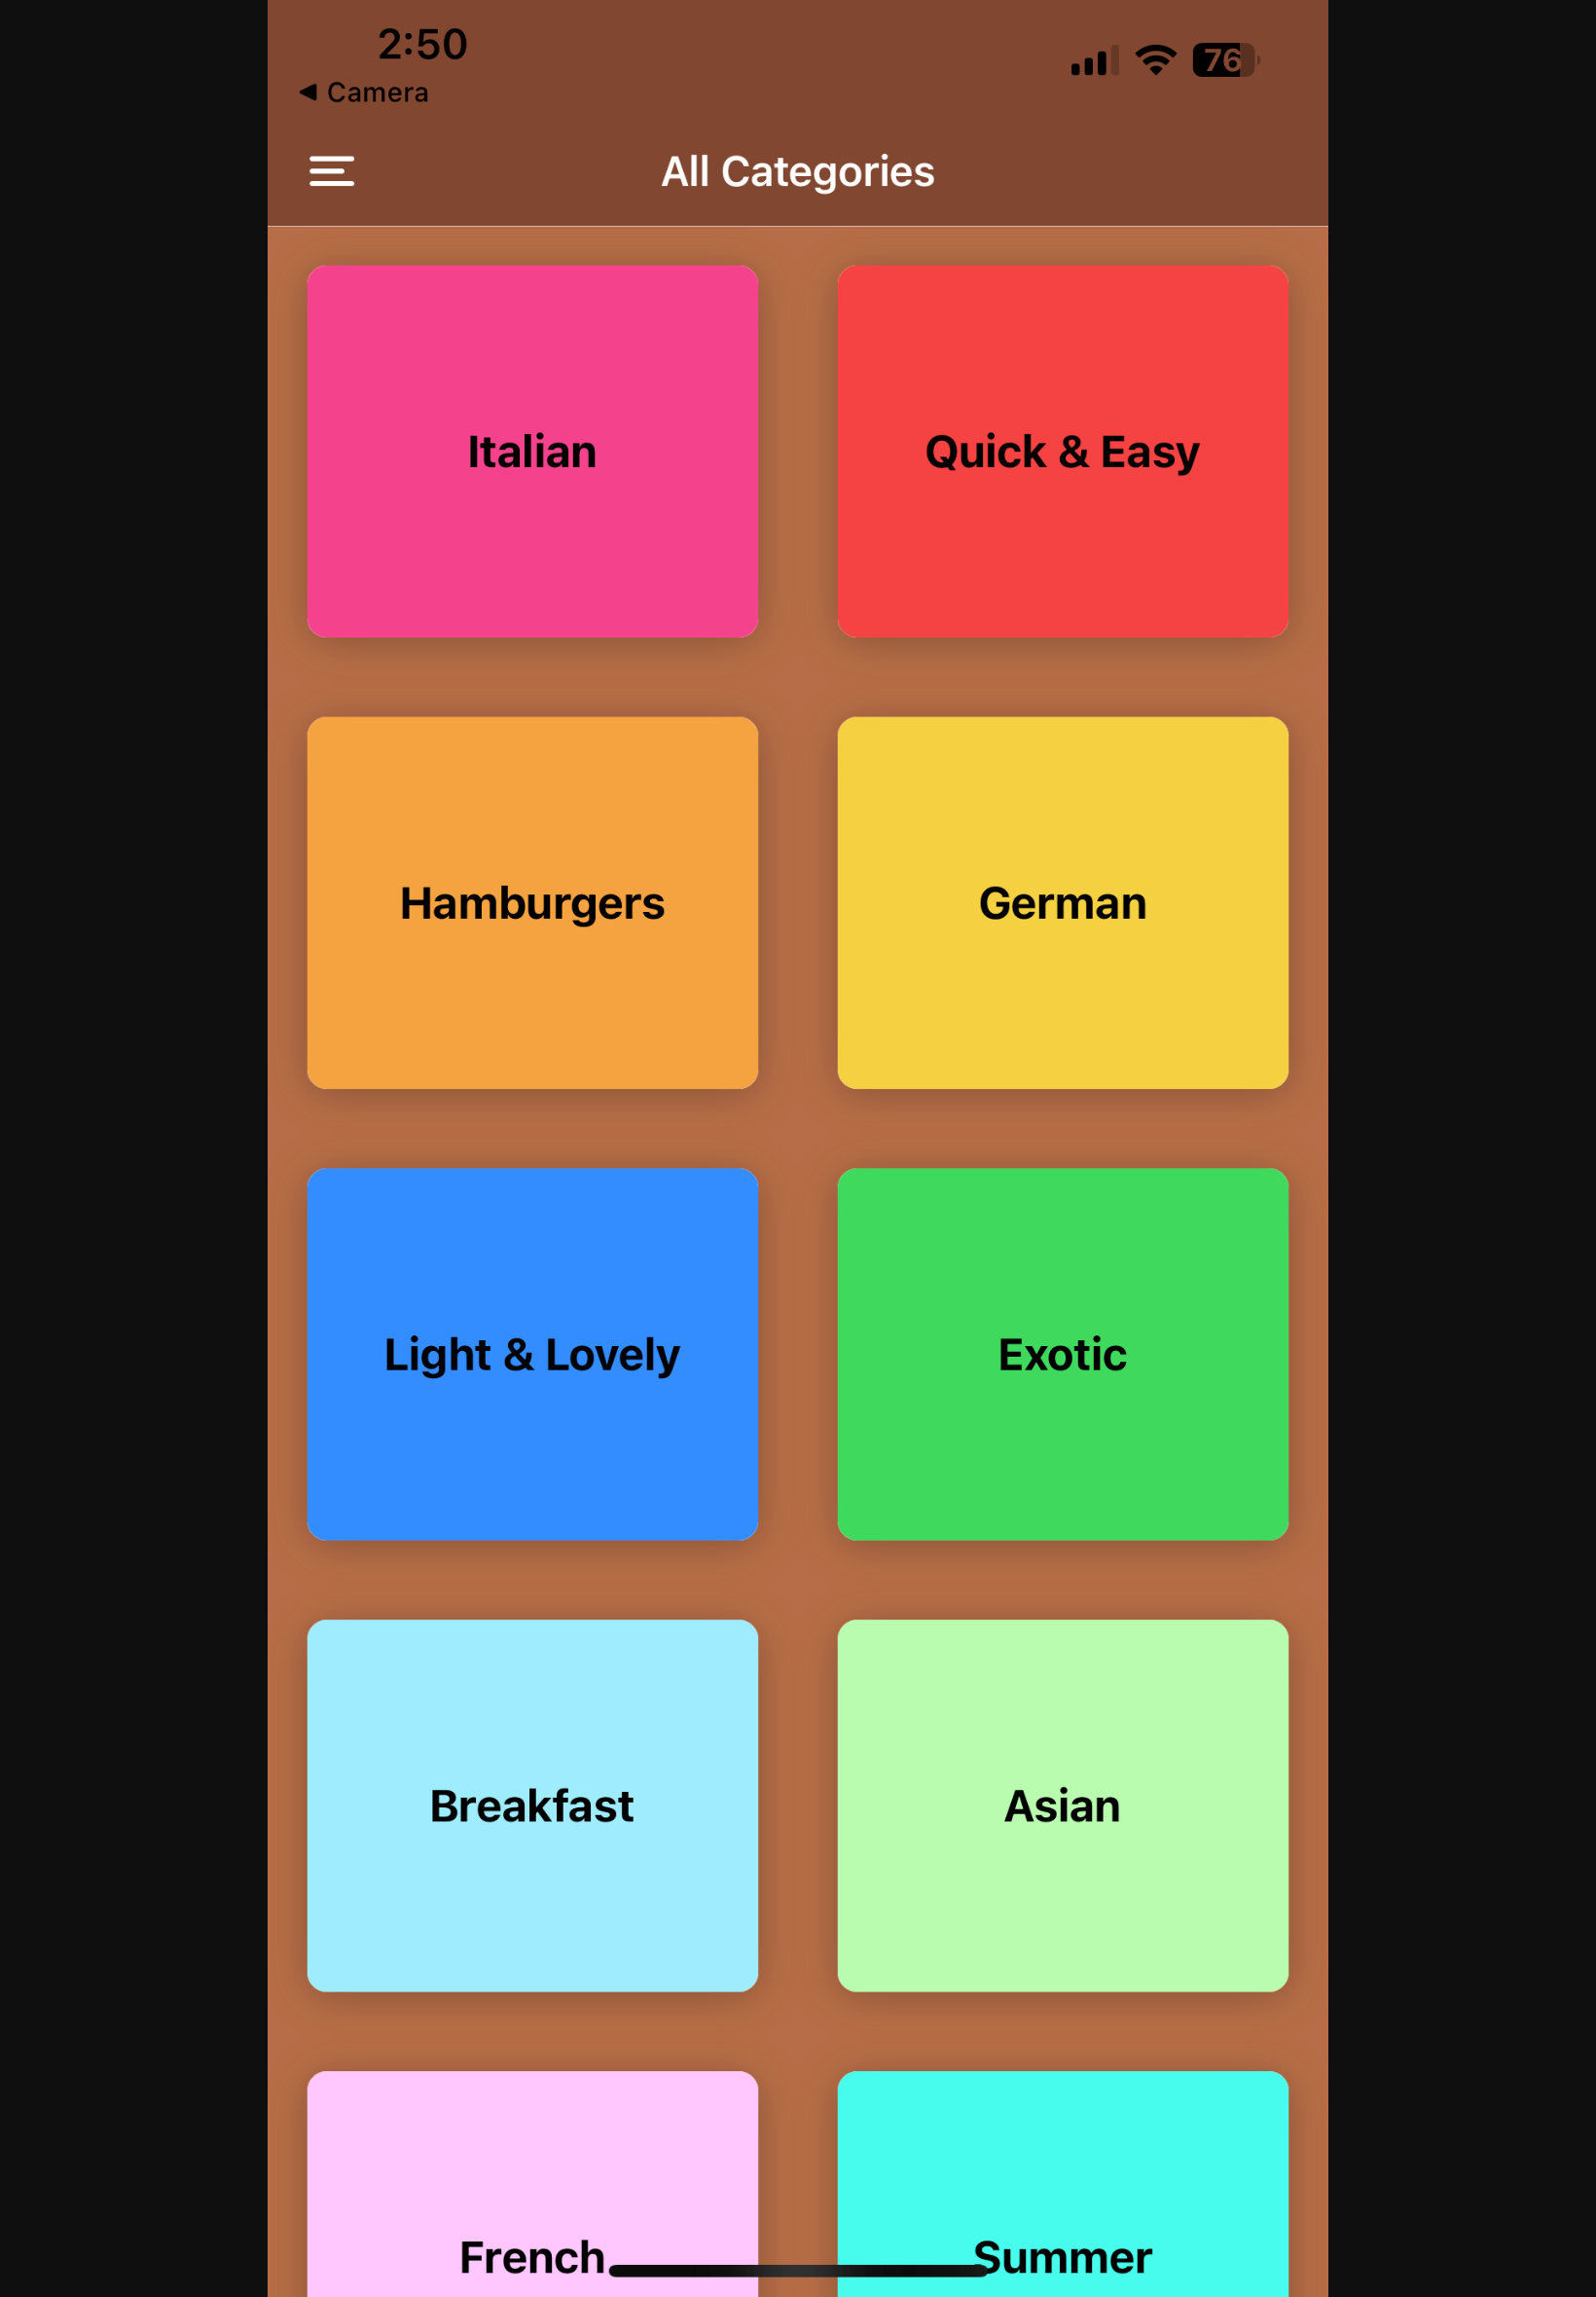 2:50
76
◀ Camera
All Categories
Italian
Quick & Easy
Hamburgers
German
Light & Lovely
Exotic
Breakfast
Asian
French
Summer